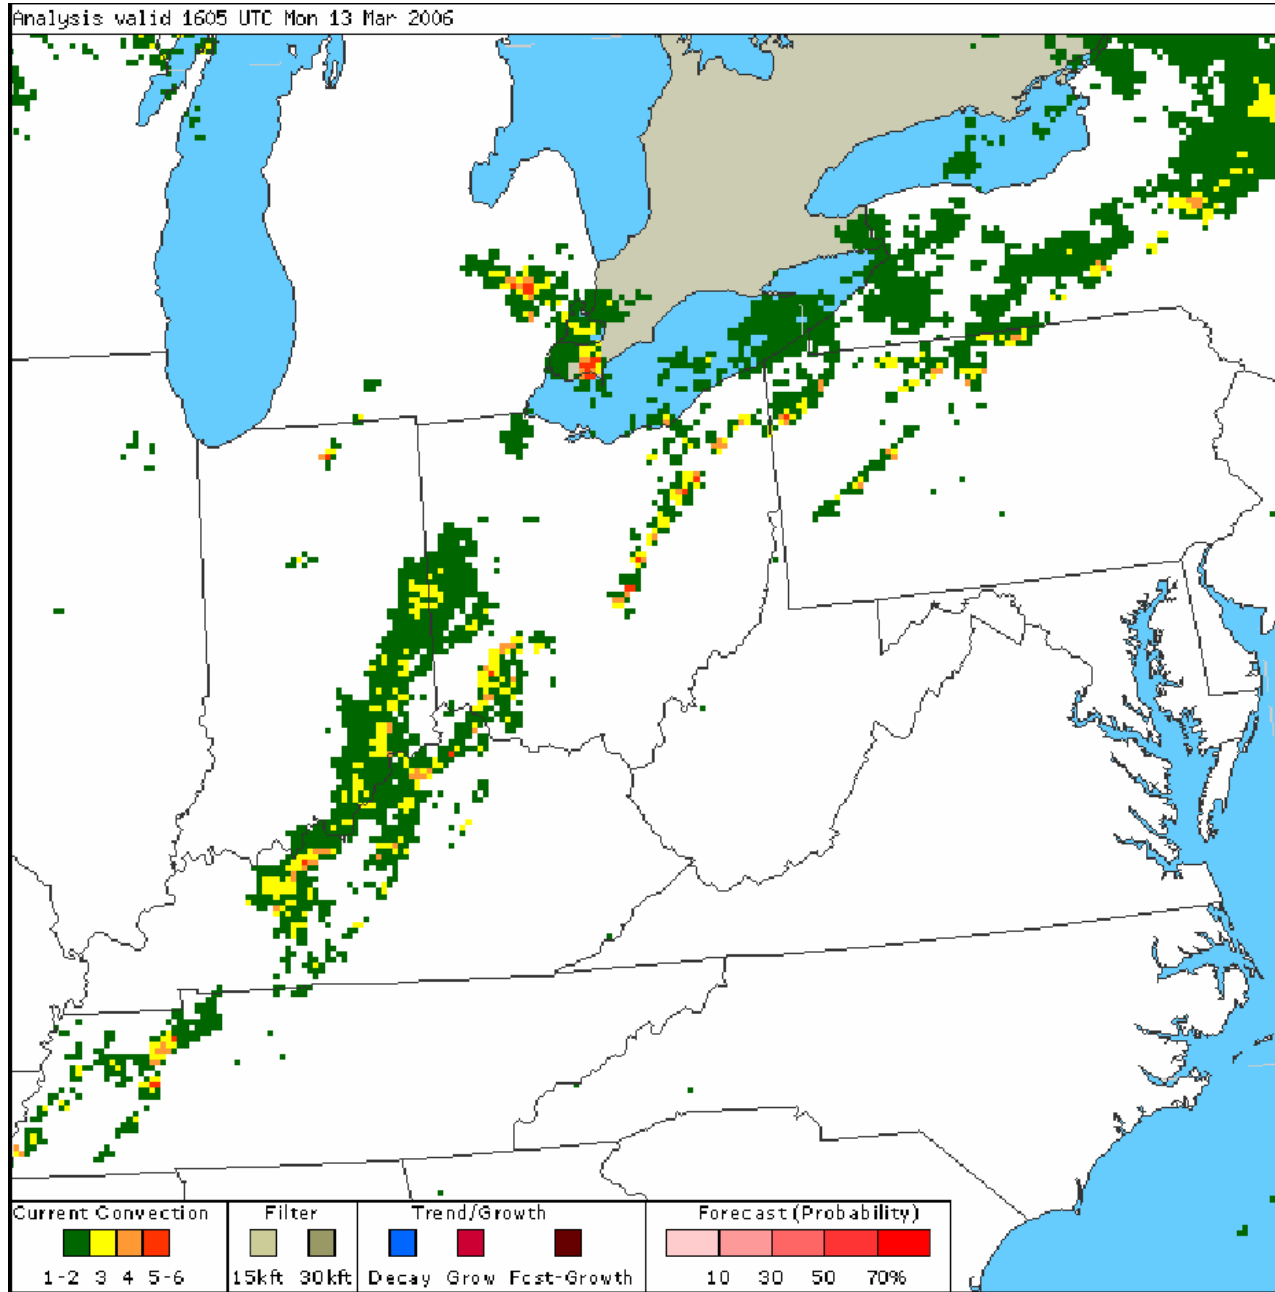 Analysis valid 1605 UTC Mon 13 Mar 2006
Current Convection
1-2 3 4 5-6
Filter
15kft 30kft
Trend/Growth
Decay Grow Fcst-Growth
Forecast (Probability)
10 30 50 70%